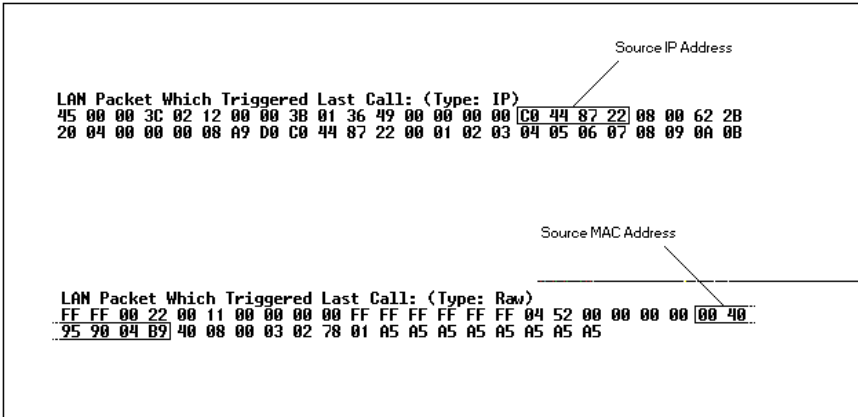 Source IP Address
LAN Packet Which Triggered Last Call: (Type: IP)
45 00 00 3C 02 12 00 00 3B 01 36 49 00 00 00 00 C0 44 87 22 08 00 62 2B
20 04 00 00 00 08 A9 D0 C0 44 87 22 00 01 02 03 04 05 06 07 08 09 0A 0B
Source MAC Address
LAN Packet Which Triggered Last Call: (Type: Raw)
FF FF 00 22 00 11 00 00 00 00 FF FF FF FF FF FF 04 52 00 00 00 00 00 40
95 90 04 B9 40 08 00 03 02 78 01 A5 A5 A5 A5 A5 A5 A5 A5